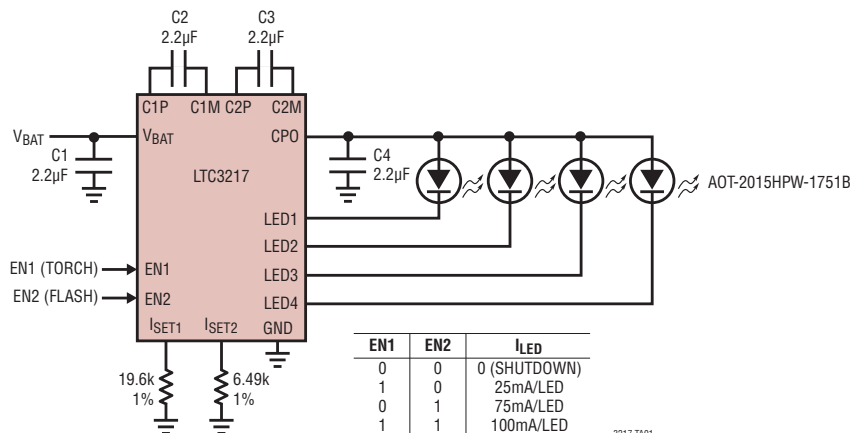 C2
2.2µF
C3
2.2µF
C1P
C1M
C2P
C2M
VBAT
VBAT
CPO
C1
2.2µF
LTC3217
C4
2.2µF
AOT-2015HPW-1751B
LED1
LED2
EN1 (TORCH)
EN1
LED3
EN2 (FLASH)
EN2
LED4
ISET1
ISET2
GND
19.6k
1%
6.49k
1%
EN1 EN2 ILED
0 0 0 (SHUTDOWN)
1 0 25mA/LED
0 1 75mA/LED
1 1 100mA/LED
3217 TA01